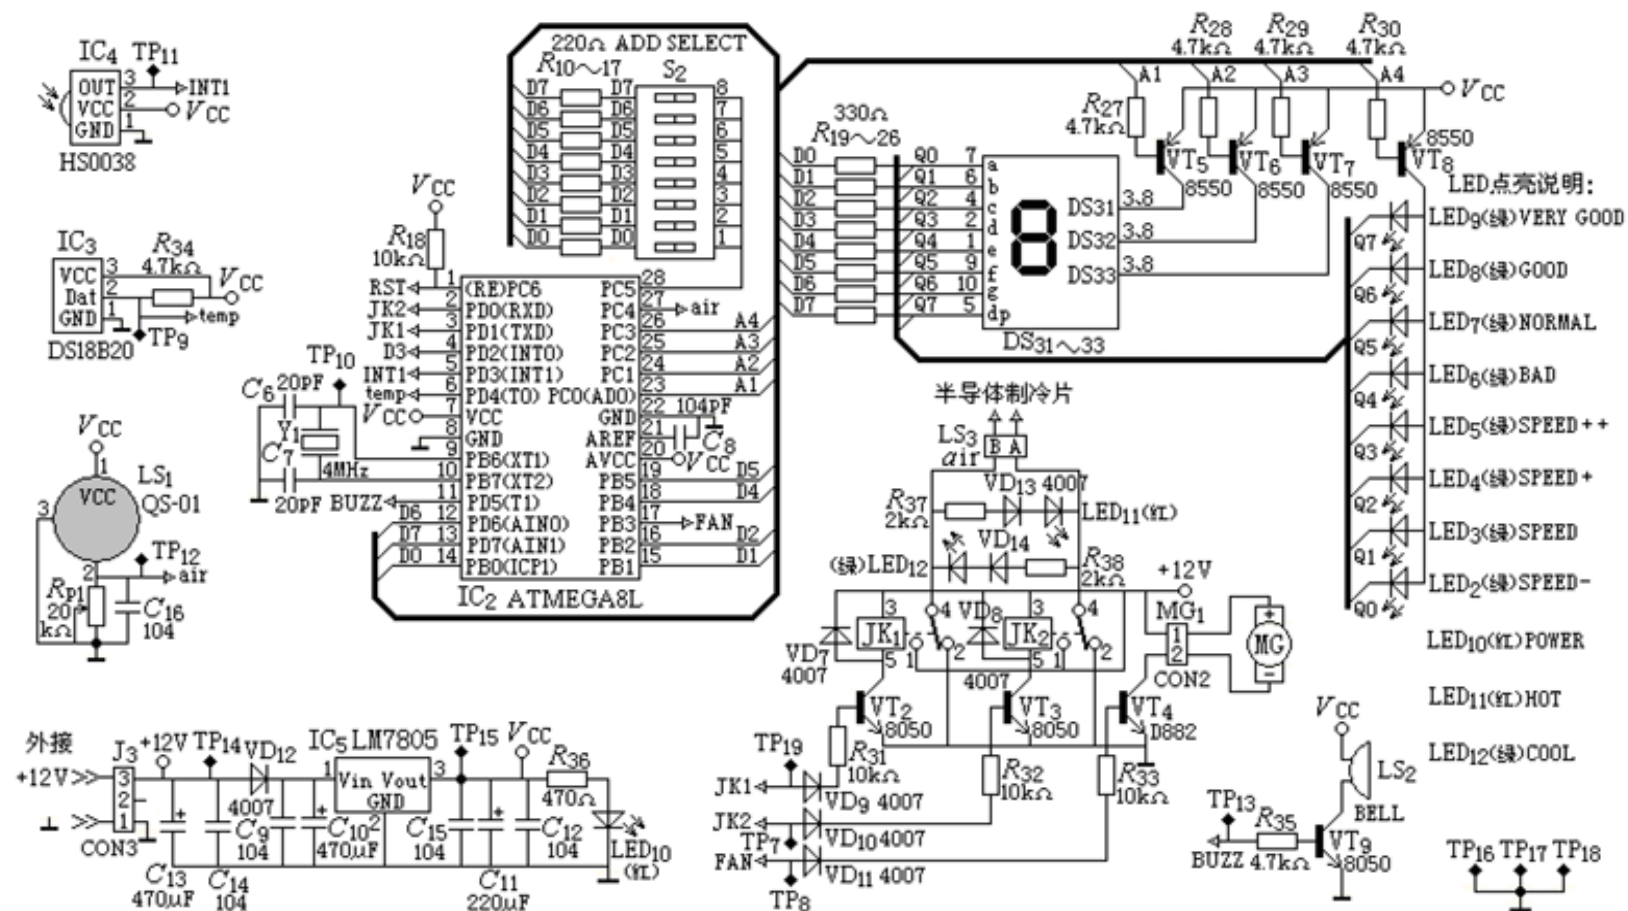 IC4 TP11
OUT 3 INT1
VCC 2 VCC
GND 1
HS0038
IC3 R34
4.7kΩ
VCC 3 VCC
Dat 2
GND 1 temp
DS18B20 TP9
VCC
1
LS1
VCC
QS-01
3
2
TP12
air
RP1
20
kΩ
C16
104
220Ω ADD SELECT
R10～17 S2
D7 D7 8
D6 D6 7
D5 D5 6
D4 D4 5
D3 D3 4
D2 D2 3
D1 D1 2
D0 D0 1
VCC
R18
10kΩ
RST 1 (RE)PC6 PC5 28
JK2 2 PD0(RXD) PC4 27 air
JK1 3 PD1(TXD) PC3 26 A4
D3 4 PD2(INT0) PC2 25 A3
INT1 5 PD3(INT1) PC1 24 A2
temp 6 PD4(T0) PC0(AD0) 23 A1
VCC 7 VCC GND 22 104pF
8 GND AREF 21 C8
9 PB6(XT1) AVCC 20 VCC
10 PB7(XT2) PB5 19 D5
BUZZ 11 PD5(T1) PB4 18 D4
D6 12 PD6(AIN0) PB3 17 FAN
D7 13 PD7(AIN1) PB2 16 D2
D0 14 PB0(ICP1) PB1 15 D1
IC2 ATMEGA8L
TP10
C6 20pF
Y1
C7 4MHz
20pF
330Ω
R19～26
D0 Q0 7 a
D1 Q1 6 b
D2 Q2 4 c
D3 Q3 2 d
D4 Q4 1 e
D5 Q5 9 f
D6 Q6 10 g
D7 Q7 5 dp
8
DS31 3.8
DS32 3.8
DS33 3.8
DS31～33
R28 R29 R30
4.7kΩ 4.7kΩ 4.7kΩ
A1 A2 A3 A4
VCC
R27
4.7kΩ
8550
VT5 VT6 VT7 VT8
8550 8550 8550
LED点亮说明:
Q7 LED9(绿)VERY GOOD
Q6 LED8(绿)GOOD
Q5 LED7(绿)NORMAL
Q4 LED6(绿)BAD
Q3 LED5(绿)SPEED++
Q2 LED4(绿)SPEED+
Q1 LED3(绿)SPEED
Q0 LED2(绿)SPEED-
LED10(红)POWER
LED11(红)HOT
LED12(绿)COOL
半导体制冷片
LS3 B A
air
VD13 4007
R37
2kΩ
LED11(红)
VD14
(绿)LED12
R38
2kΩ
+12V
3 4 VD8 3 4
JK1 JK2
VD7 5 1 2 5 1 2
4007 4007
MG1
1
2
CON2
+
MG
-
VT2 VT3 VT4
8050 8050 D882
TP19 R31 R32 R33
10kΩ 10kΩ 10kΩ
JK1 VD9 4007
JK2
TP7 VD10 4007
FAN
VD11 4007
TP8
外接 J3 +12V TP14 VD12 IC5 LM7805 TP15 VCC
+12V 3 1 Vin Vout 3 R36
2 4007 GND 470Ω
1 2
CON3 C9 C10 C15 C12 LED10
104 470μF 104 104 (红)
C13 C14 C11
470μF 104 220μF
VCC
LS2
BELL
TP13
R35
BUZZ 4.7kΩ
VT9
8050
TP16 TP17 TP18